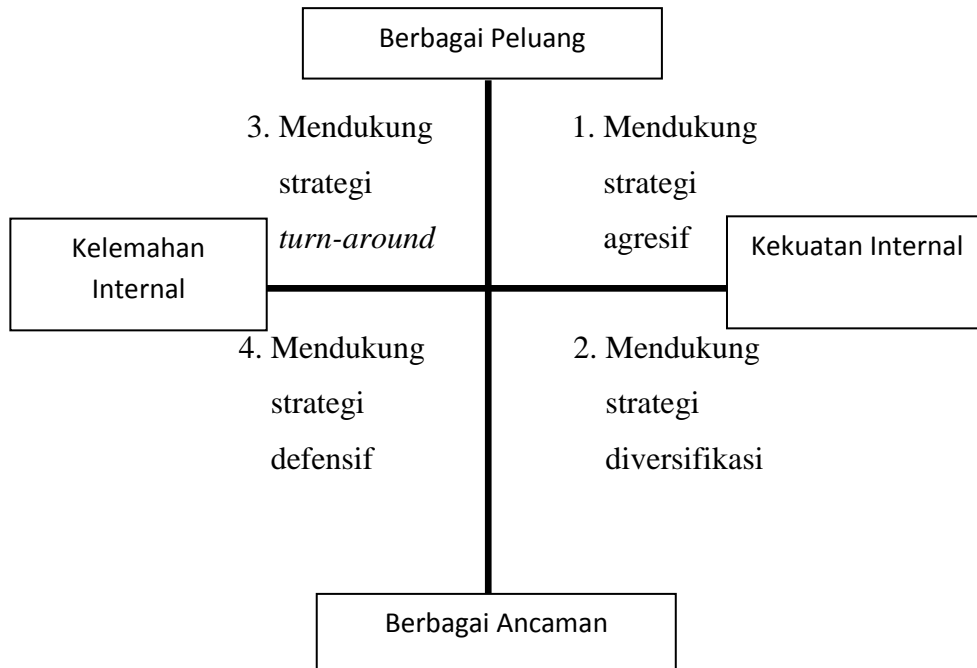 Berbagai Peluang
3. Mendukung
strategi
turn-around
1. Mendukung
strategi
agresif
Kelemahan
Internal
Kekuatan Internal
4. Mendukung
strategi
defensif
2. Mendukung
strategi
diversifikasi
Berbagai Ancaman